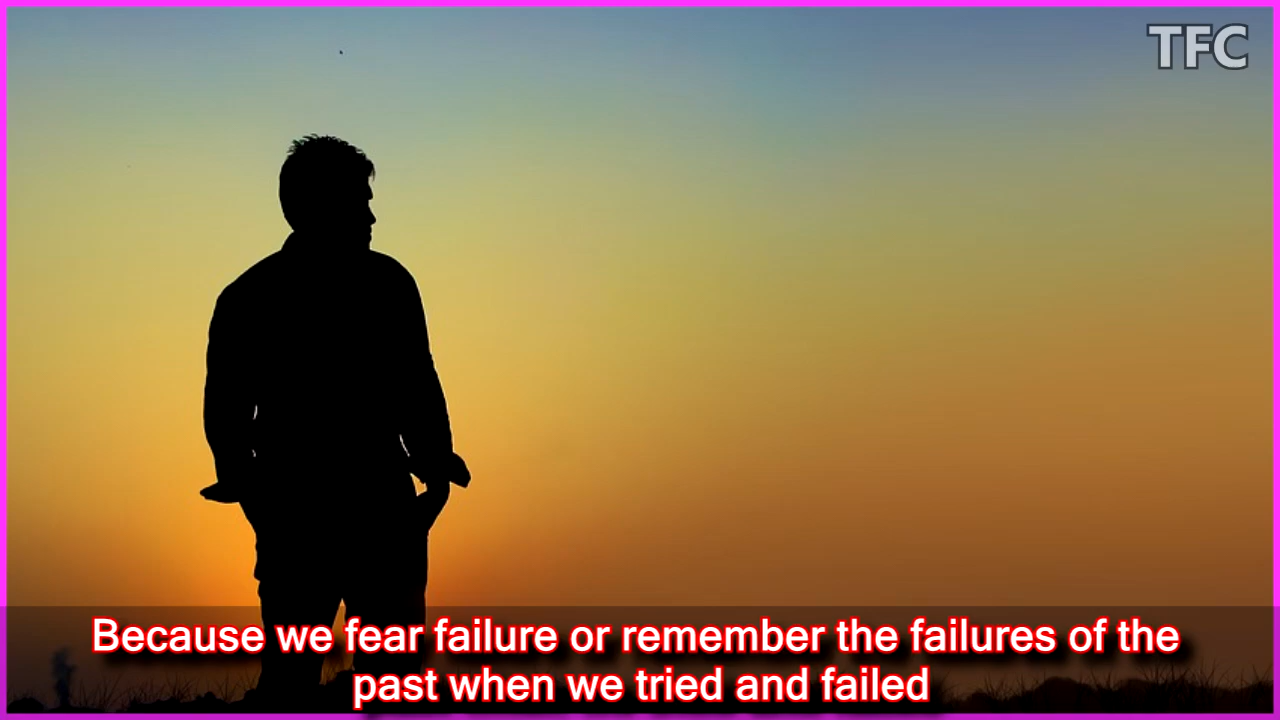 TFC
Because we fear failure or remember the failures of the
past when we tried and failed